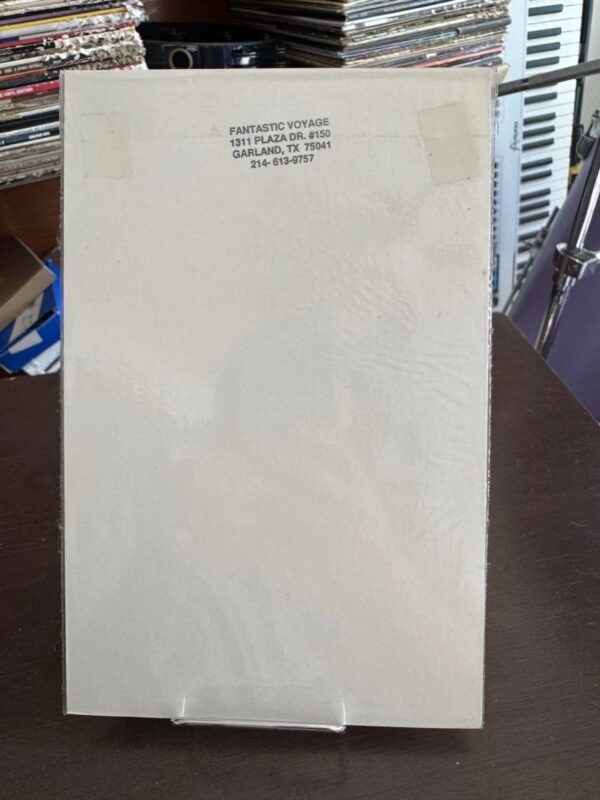 FANTASTIC VOYAGE
1311 PLAZA DR. #150
GARLAND, TX 75041
214- 613-9757